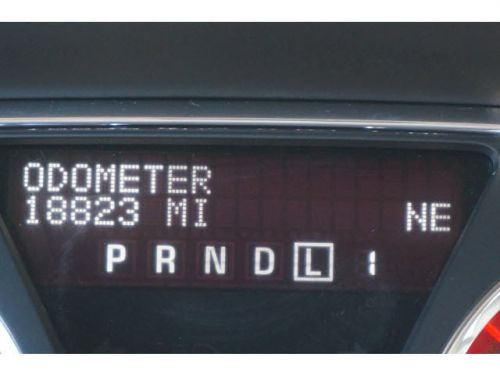 ODOMETER
18823 MI NE
P R N D L 1